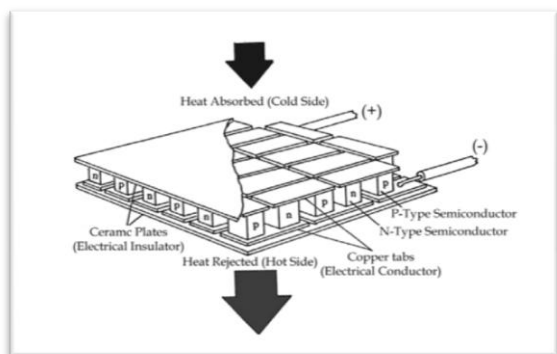 Heat Absorbed (Cold Side)
(+)
(-)
n
p
n
p
n
p
n
p
n
p
P-Type Semiconductor
N-Type Semiconductor
Ceramc Plates
(Electrical Insulator)
Copper tabs
(Electrical Conductor)
Heat Rejected (Hot Side)